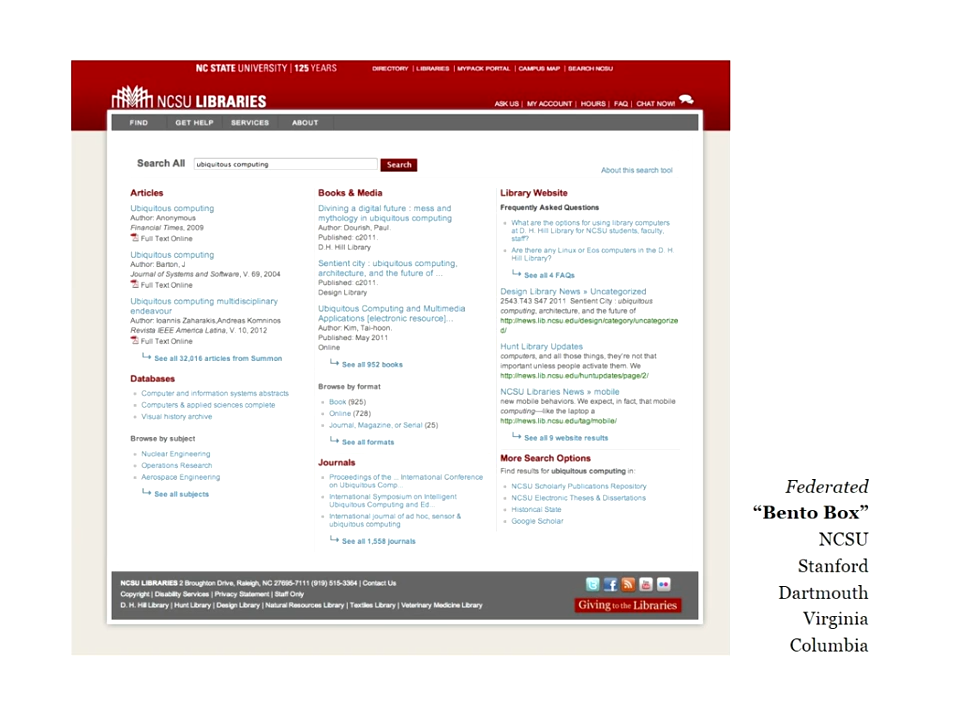 NC STATE UNIVERSITY | 125 YEARS
DIRECTORY | LIBRARIES | MYPACK PORTAL | CAMPUS MAP | SEARCH NCSU
NCSU LIBRARIES
ASK US | MY ACCOUNT | HOURS | FAQ | CHAT NOW!
FIND GET HELP SERVICES ABOUT
Search All ubiquitous computing Search
About this search tool
Articles
Ubiquitous computing
Author: Anonymous
Financial Times, 2009
Full Text Online
Ubiquitous computing
Author: Barton, J
Journal of Systems and Software, V. 69, 2004
Full Text Online
Ubiquitous computing multidisciplinary
endeavour
Author: Ioannis Zaharakis,Andreas Komninos
Revista IEEE America Latina, V. 10, 2012
Full Text Online
See all 32,016 articles from Summon
Databases
Computer and information systems abstracts
Computers & applied sciences complete
Visual history archive
Browse by subject
Nuclear Engineering
Operations Research
Aerospace Engineering
See all subjects
Books & Media
Divining a digital future : mess and
mythology in ubiquitous computing
Author: Dourish, Paul.
Published: c2011.
D.H. Hill Library
Sentient city : ubiquitous computing,
architecture, and the future of ...
Published: c2011.
Design Library
Ubiquitous Computing and Multimedia
Applications [electronic resource]...
Author: Kim, Tai-hoon.
Published: May 2011
Online
See all 952 books
Browse by format
Book (925)
Online (728)
Journal, Magazine, or Serial (25)
See all formats
Journals
Proceedings of the ... International Conference
on Ubiquitous Comp...
International Symposium on Intelligent
Ubiquitous Computing and Ed...
International journal of ad hoc, sensor &
ubiquitous computing
See all 1,558 journals
Library Website
Frequently Asked Questions
What are the options for using library computers
at D. H. Hill Library for NCSU students, faculty,
staff?
Are there any Linux or Eos computers in the D. H.
Hill Library?
See all 4 FAQs
Design Library News » Uncategorized
2543 T43 S47 2011 Sentient City : ubiquitous
computing, architecture, and the future of
http://news.lib.ncsu.edu/design/category/uncategorize
d/
Hunt Library Updates
computers, and all those things, they're not that
important unless people activate them. We
http://news.lib.ncsu.edu/huntupdates/page/2/
NCSU Libraries News » mobile
new mobile behaviors. We expect, in fact, that mobile
computing—like the laptop a
http://news.lib.ncsu.edu/tag/mobile/
See all 9 website results
More Search Options
Find results for ubiquitous computing in:
NCSU Scholarly Publications Repository
NCSU Electronic Theses & Dissertations
Historical State
Google Scholar
NCSU LIBRARIES 2 Broughton Drive, Raleigh, NC 27695-7111 (919) 515-3364 | Contact Us
Copyright | Disability Services | Privacy Statement | Staff Only
D. H. Hill Library | Hunt Library | Design Library | Natural Resources Library | Textiles Library | Veterinary Medicine Library
Giving to the Libraries
Federated
“Bento Box”
NCSU
Stanford
Dartmouth
Virginia
Columbia